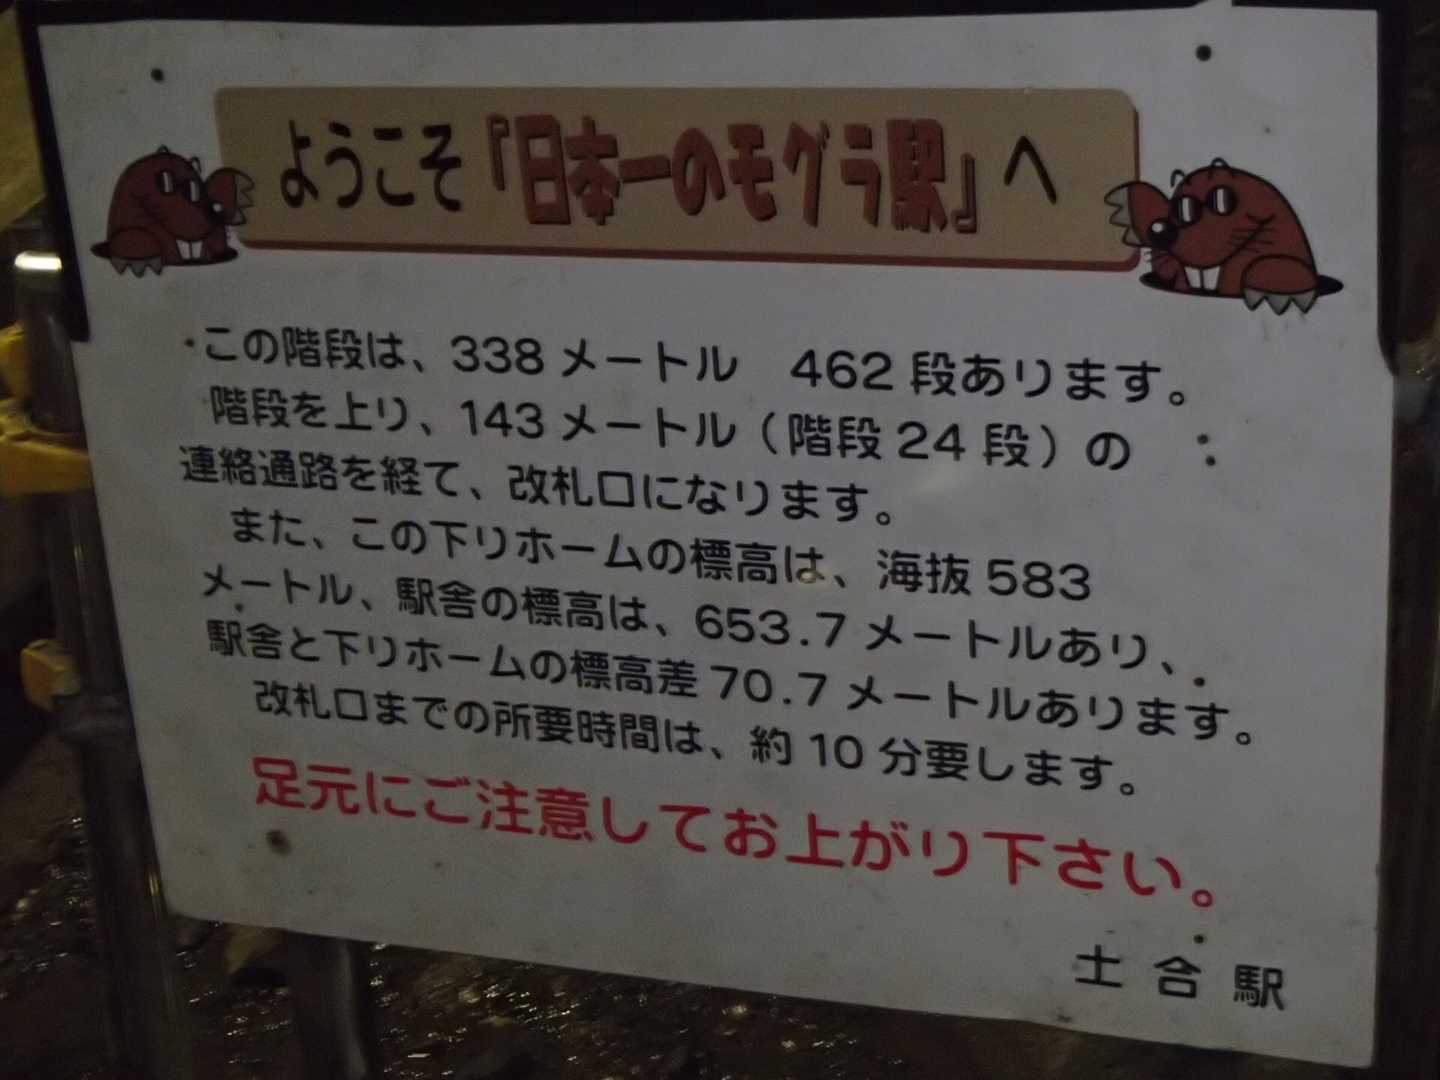 ようこそ『日本一のモグラ駅』へ
この階段は、338メートル　462段あります。
階段を上り、143メートル（階段24段）の
連絡通路を経て、改札口になります。
また、この下りホームの標高は、海抜583
メートル、駅舎の標高は、653.7メートルあり、
駅舎と下りホームの標高差70.7メートルあります。
改札口までの所要時間は、約10分要します。
足元にご注意してお上がり下さい。
土合駅